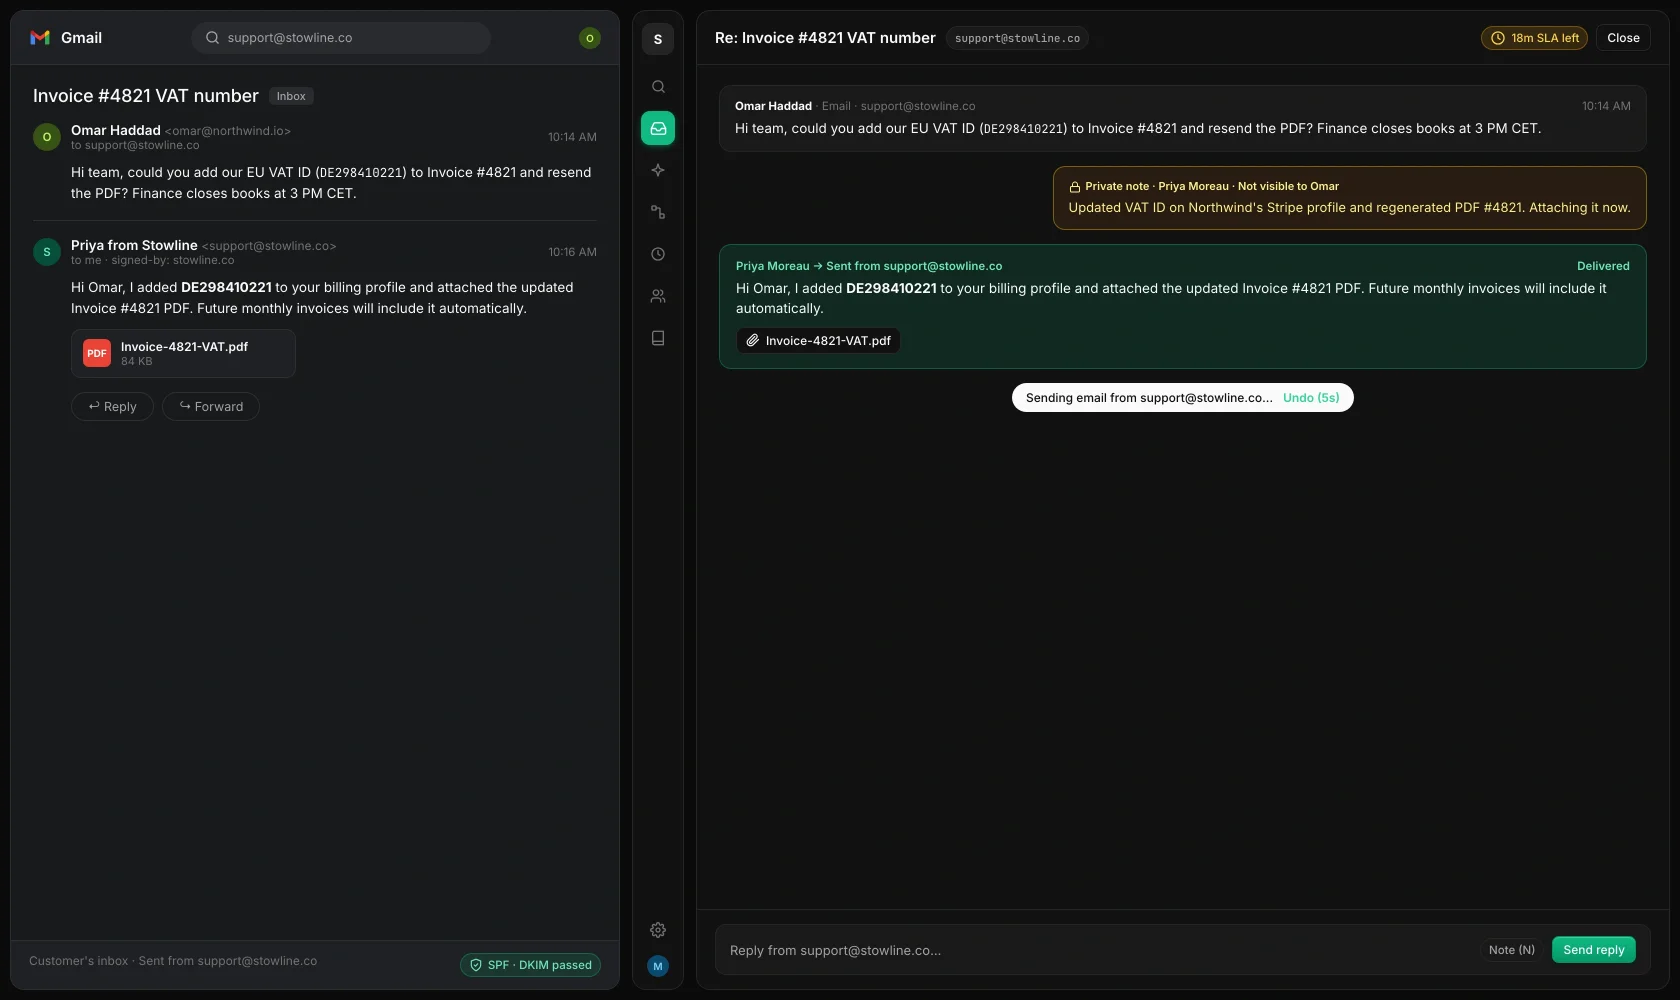 Gmail
support@stowline.co
O
Invoice #4821 VAT number Inbox
O
Omar Haddad <omar@northwind.io>
to support@stowline.co
10:14 AM
Hi team, could you add our EU VAT ID (DE298410221) to Invoice #4821 and resend
the PDF? Finance closes books at 3 PM CET.
S
Priya from Stowline <support@stowline.co>
to me · signed-by: stowline.co
10:16 AM
Hi Omar, I added DE298410221 to your billing profile and attached the updated
Invoice #4821 PDF. Future monthly invoices will include it automatically.
PDF
Invoice-4821-VAT.pdf
84 KB
↩ Reply
↪ Forward
Customer's inbox · Sent from support@stowline.co
SPF · DKIM passed
S
M
Re: Invoice #4821 VAT number
support@stowline.co
18m SLA left
Close
Omar Haddad · Email · support@stowline.co
10:14 AM
Hi team, could you add our EU VAT ID (DE298410221) to Invoice #4821 and resend the PDF? Finance closes books at 3 PM CET.
Private note · Priya Moreau · Not visible to Omar
Updated VAT ID on Northwind's Stripe profile and regenerated PDF #4821. Attaching it now.
Priya Moreau → Sent from support@stowline.co
Delivered
Hi Omar, I added DE298410221 to your billing profile and attached the updated Invoice #4821 PDF. Future monthly invoices will include it
automatically.
Invoice-4821-VAT.pdf
Sending email from support@stowline.co... Undo (5s)
Reply from support@stowline.co...
Note (N)
Send reply